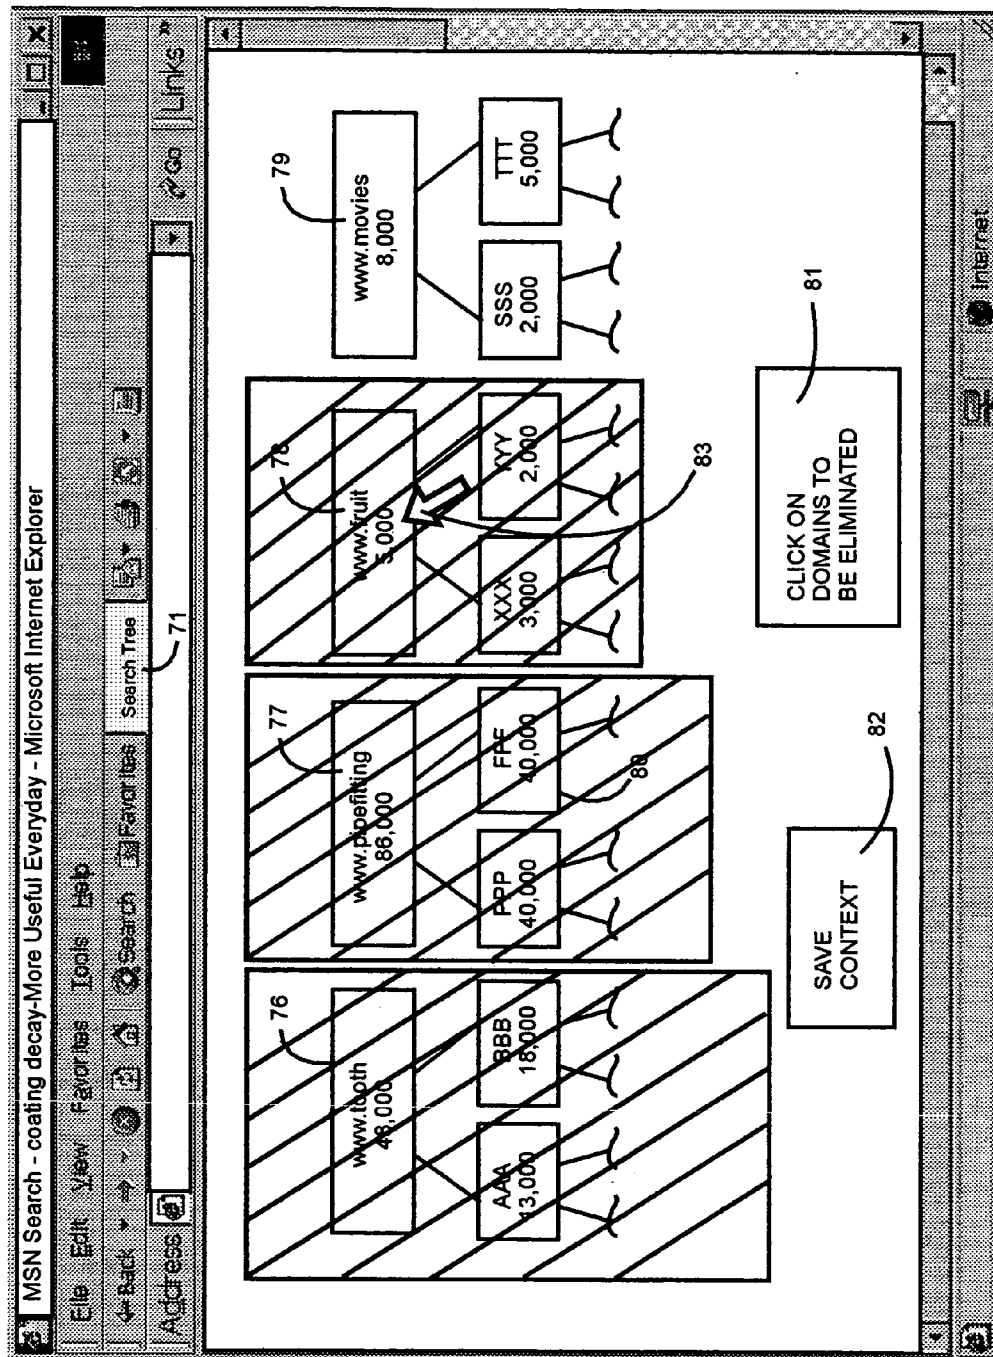 MSN Search - coating decay-More Useful Everyday - Microsoft Internet Explorer
File Edit View Favorites Tools Help
Back Search Favorites Search Tree
71
Address Go Links »
76
77
78
79
www.tooth
48,000
www.pipefitting
86,000
www.fruit
5,000
www.movies
8,000
AAA
13,000
BBB
18,000
PPP
40,000
FFF
40,000
XXX
3,000
YYY
2,000
SSS
2,000
TTT
5,000
80
83
82
81
SAVE
CONTEXT
CLICK ON
DOMAINS TO
BE ELIMINATED
Internet